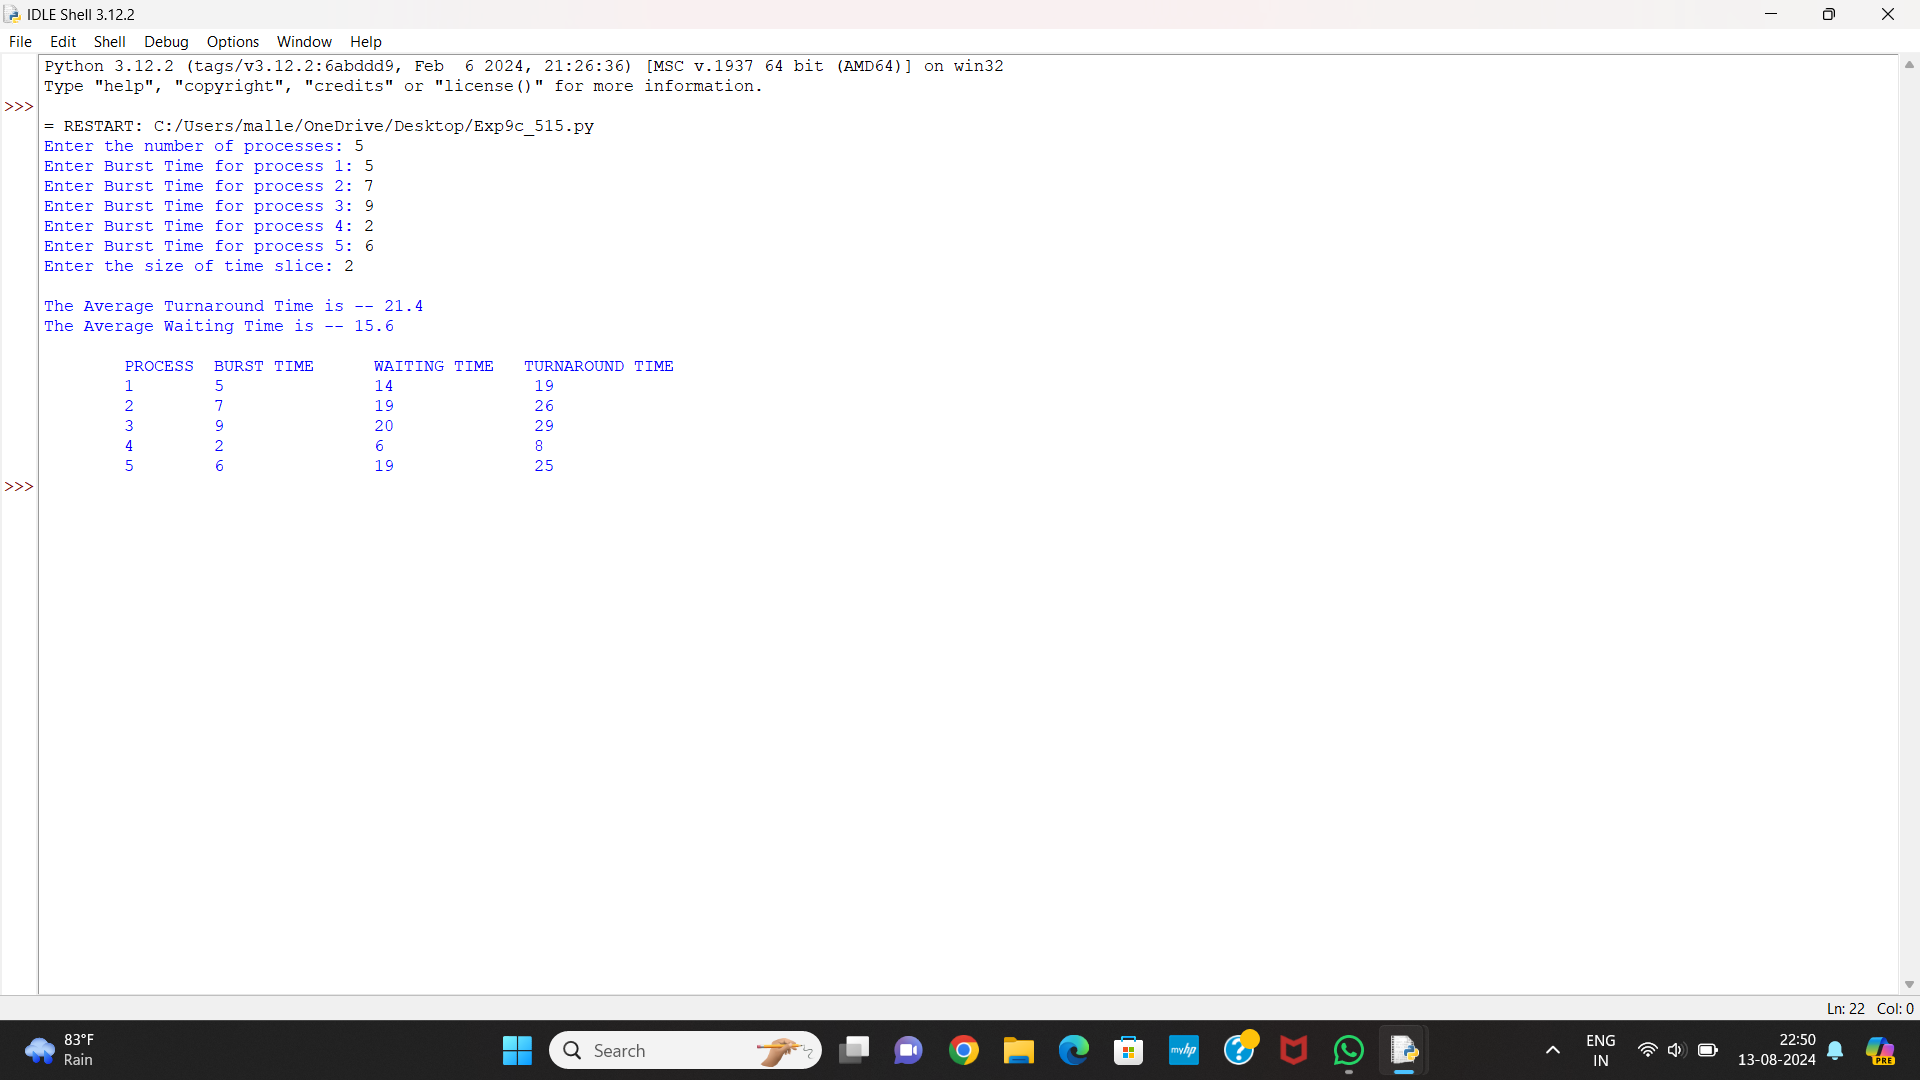 IDLE Shell 3.12.2
File Edit Shell Debug Options Window Help
Python 3.12.2 (tags/v3.12.2:6abddd9, Feb  6 2024, 21:26:36) [MSC v.1937 64 bit (AMD64)] on win32
Type "help", "copyright", "credits" or "license()" for more information.
>>>
= RESTART: C:/Users/malle/OneDrive/Desktop/Exp9c_515.py
Enter the number of processes: 5
Enter Burst Time for process 1: 5
Enter Burst Time for process 2: 7
Enter Burst Time for process 3: 9
Enter Burst Time for process 4: 2
Enter Burst Time for process 5: 6
Enter the size of time slice: 2
The Average Turnaround Time is -- 21.4
The Average Waiting Time is -- 15.6
PROCESS BURST TIME WAITING TIME TURNAROUND TIME
1 5 14 19
2 7 19 26
3 9 20 29
4 2 6 8
5 6 19 25
>>>
Ln: 22 Col: 0
83°F
Rain
Search
myhp
ENG
IN
22:50
13-08-2024
PRE